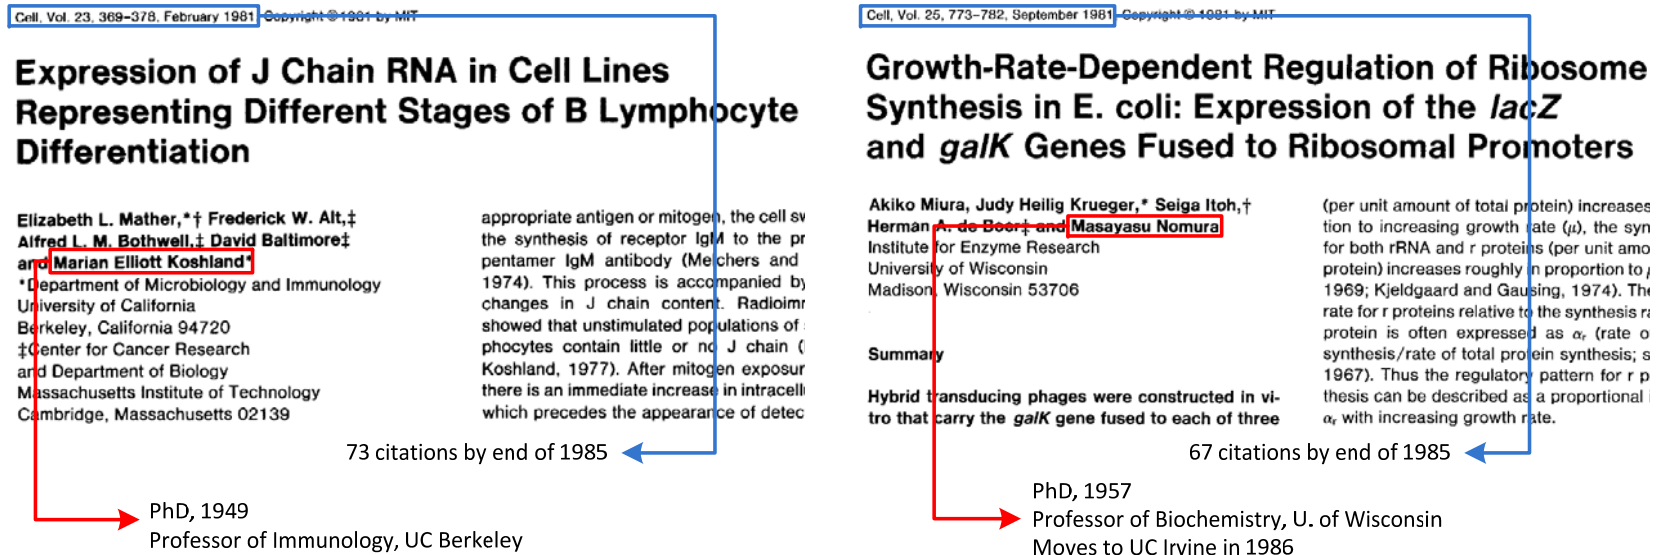 Cell, Vol. 23, 369–378, February 1981 Copyright © 1981 by MIT
Expression of J Chain RNA in Cell Lines
Representing Different Stages of B Lymphocyte
Differentiation
Elizabeth L. Mather,*† Frederick W. Alt,‡
Alfred L. M. Bothwell,‡ David Baltimore‡
and Marian Elliott Koshland*
*Department of Microbiology and Immunology
University of California
Berkeley, California 94720
‡Center for Cancer Research
and Department of Biology
Massachusetts Institute of Technology
Cambridge, Massachusetts 02139
appropriate antigen or mitogen, the cell sw
the synthesis of receptor IgM to the pr
pentamer IgM antibody (Melchers and
1974). This process is accompanied by
changes in J chain content. Radioimm
showed that unstimulated populations of
phocytes contain little or no J chain (
Koshland, 1977). After mitogen exposur
there is an immediate increase in intracell
which precedes the appearance of detec
73 citations by end of 1985
PhD, 1949
Professor of Immunology, UC Berkeley
Cell, Vol. 25, 773–782, September 1981 Copyright © 1981 by MIT
Growth-Rate-Dependent Regulation of Ribosome
Synthesis in E. coli: Expression of the lacZ
and galK Genes Fused to Ribosomal Promoters
Akiko Miura, Judy Heilig Krueger,* Seiga Itoh,†
Herman A. de Boer‡ and Masayasu Nomura
Institute for Enzyme Research
University of Wisconsin
Madison, Wisconsin 53706
Summary
Hybrid transducing phages were constructed in vi-
tro that carry the galK gene fused to each of three
(per unit amount of total protein) increases
tion to increasing growth rate (μ), the syn
for both rRNA and r proteins (per unit amo
protein) increases roughly in proportion to μ
1969; Kjeldgaard and Gausing, 1974). The
rate for r proteins relative to the synthesis ra
protein is often expressed as αr (rate o
synthesis/rate of total protein synthesis; s
1967). Thus the regulatory pattern for r p
thesis can be described as a proportional i
αr with increasing growth rate.
67 citations by end of 1985
PhD, 1957
Professor of Biochemistry, U. of Wisconsin
Moves to UC Irvine in 1986